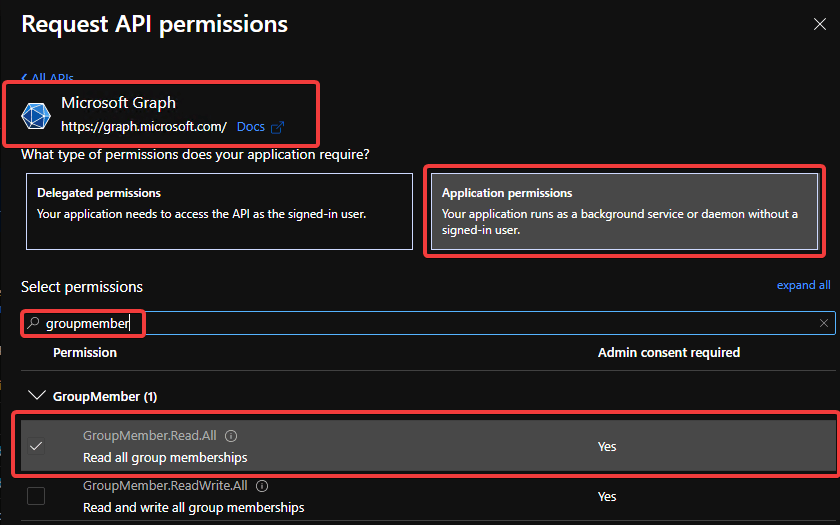 Request API permissions
All APIs
Microsoft Graph
https://graph.microsoft.com/ Docs
What type of permissions does your application require?
Delegated permissions
Your application needs to access the API as the signed-in user.
Application permissions
Your application runs as a background service or daemon without a
signed-in user.
Select permissions
expand all
groupmember
Permission
Admin consent required
GroupMember (1)
GroupMember.Read.All
Read all group memberships
Yes
GroupMember.ReadWrite.All
Read and write all group memberships
Yes